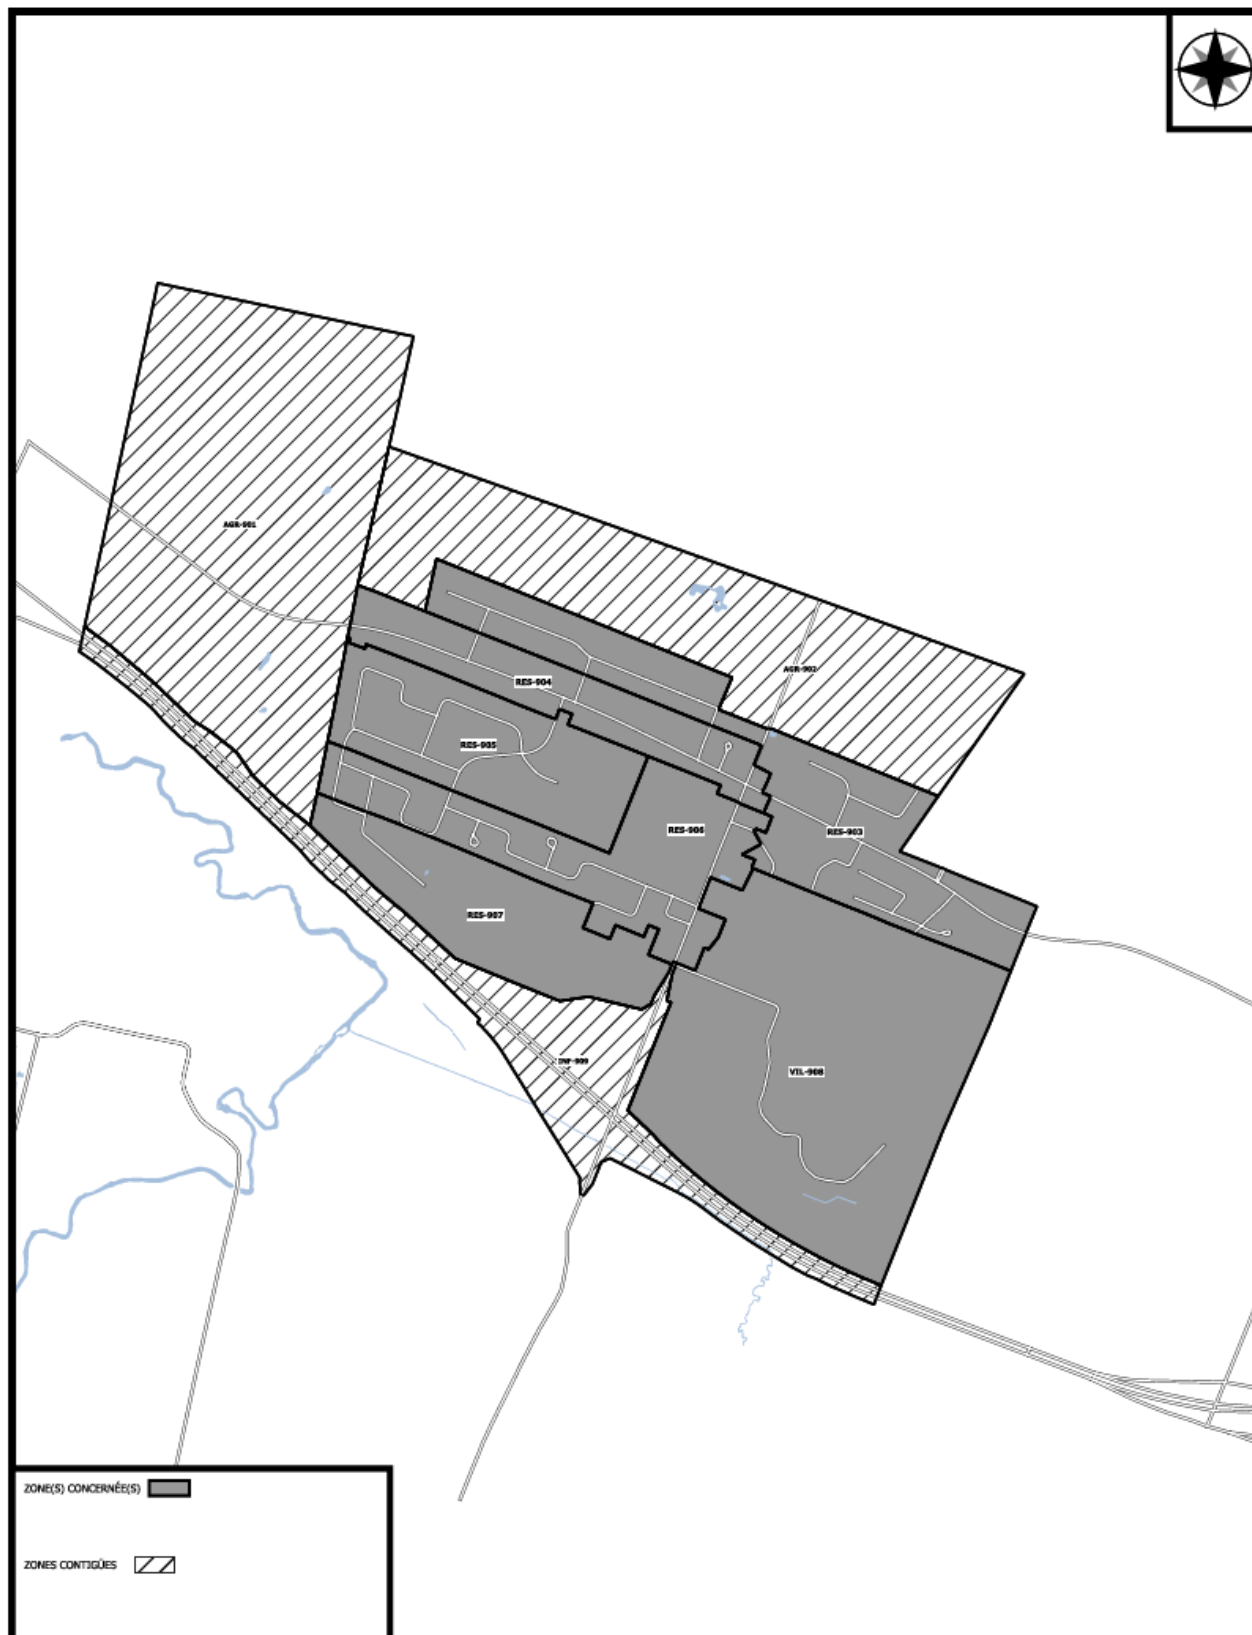 AGR-901
AGR-902
RES-904
RES-905
RES-906
RES-903
RES-907
INF-909
VIL-908
ZONE(S) CONCERNÉE(S)
ZONES CONTIGÜES